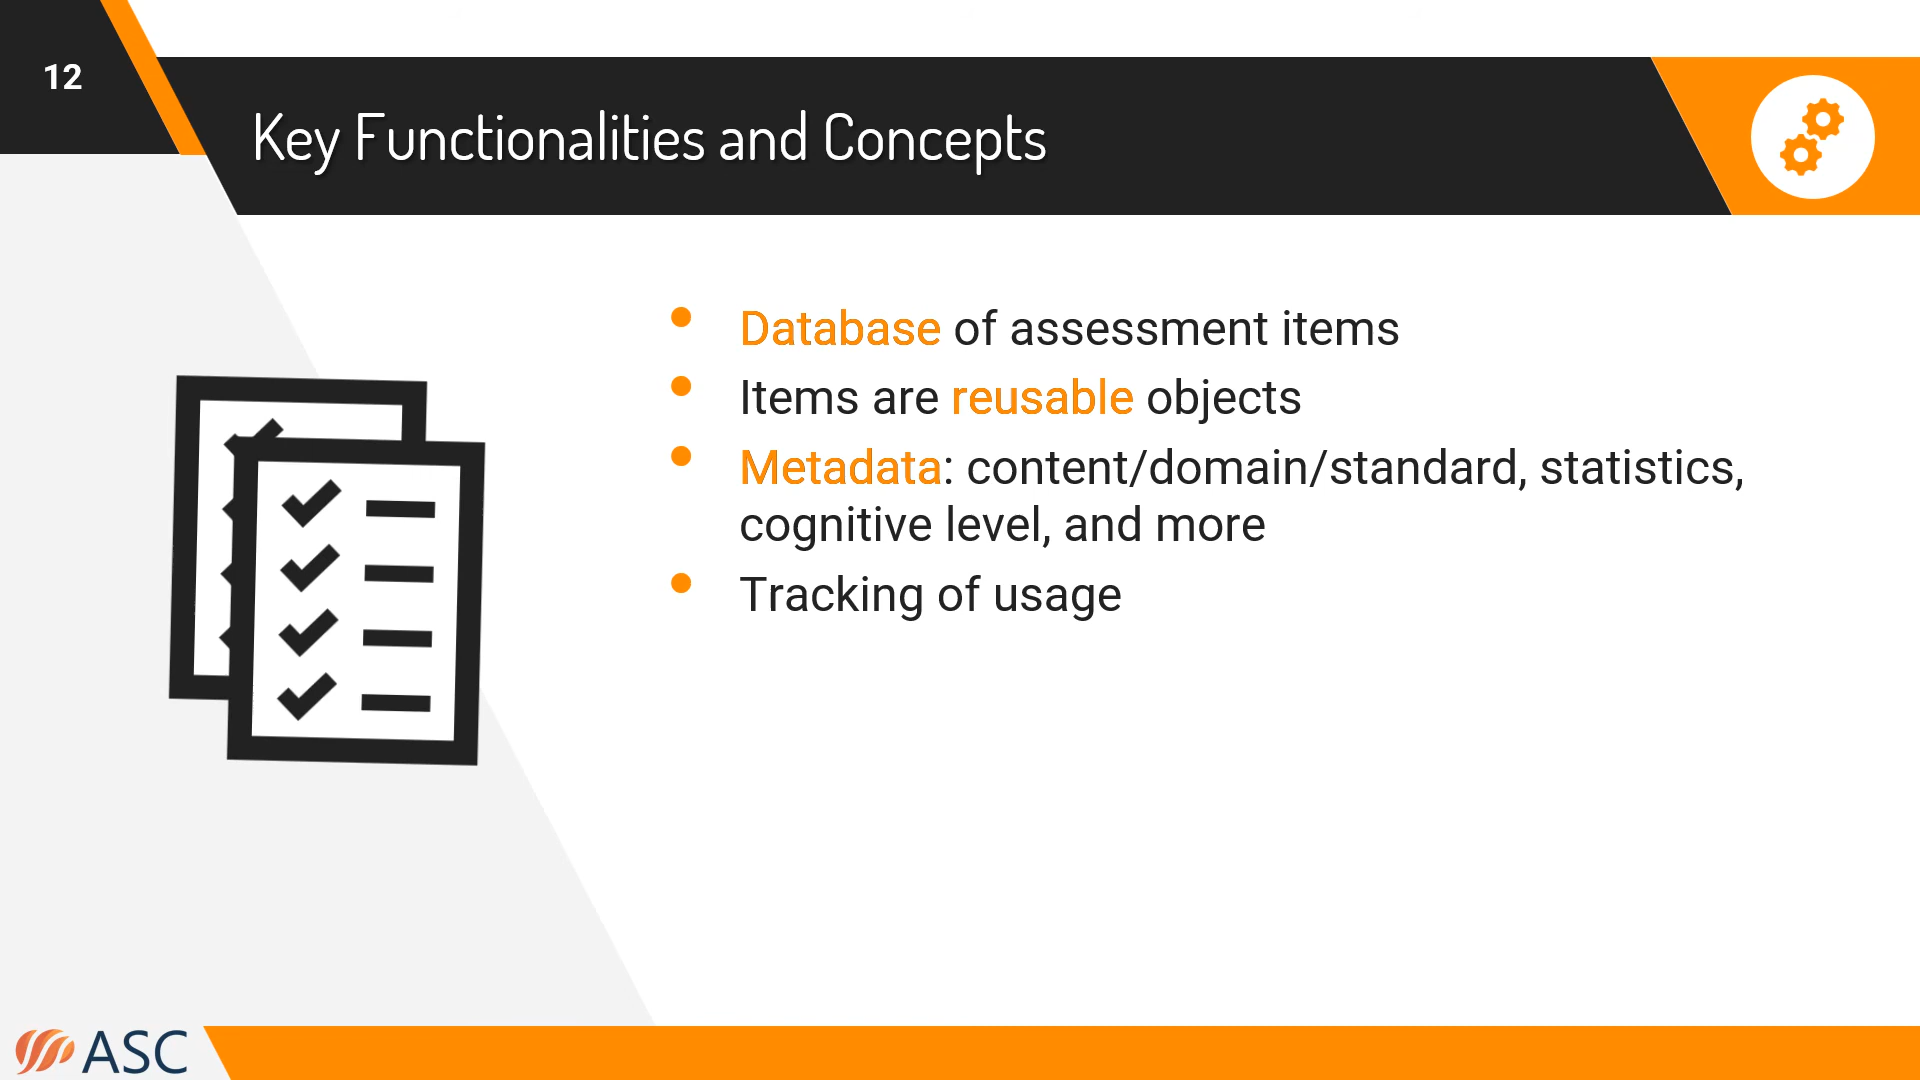 12
Key Functionalities and Concepts
Database of assessment items
Items are reusable objects
Metadata: content/domain/standard, statistics,
cognitive level, and more
Tracking of usage
ASC